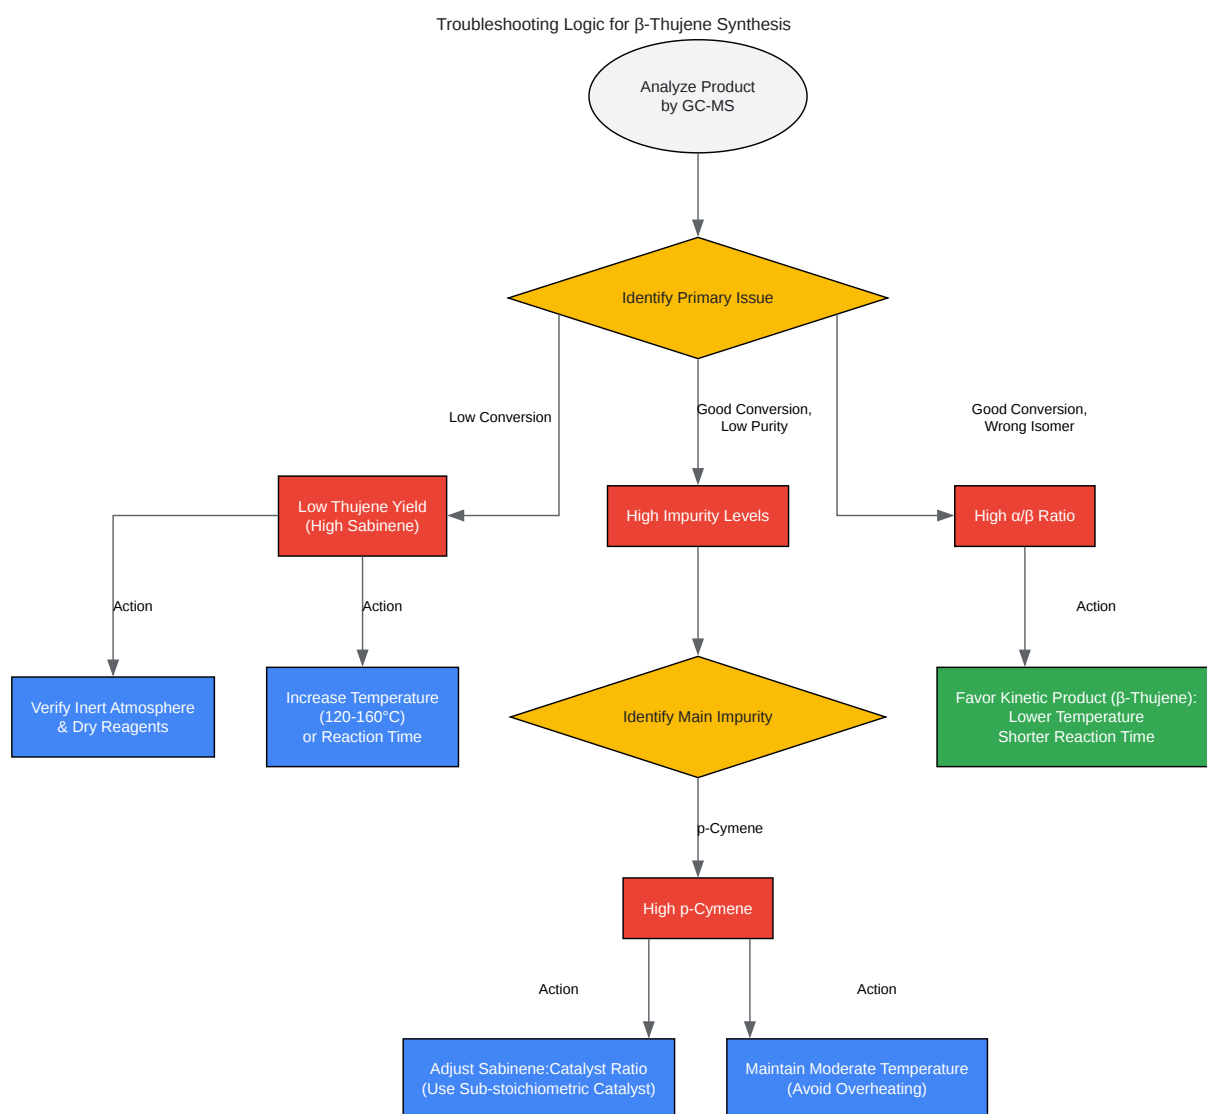 Troubleshooting Logic for β-Thujene Synthesis
Analyze Product
by GC-MS
Identify Primary Issue
Low Conversion
Good Conversion,
Low Purity
Good Conversion,
Wrong Isomer
Low Thujene Yield
(High Sabinene)
High Impurity Levels
High α/β Ratio
Action
Action
Action
Verify Inert Atmosphere
& Dry Reagents
Increase Temperature
(120-160°C)
or Reaction Time
Identify Main Impurity
Favor Kinetic Product (β-Thujene):
Lower Temperature
Shorter Reaction Time
p-Cymene
High p-Cymene
Action
Action
Adjust Sabinene:Catalyst Ratio
(Use Sub-stoichiometric Catalyst)
Maintain Moderate Temperature
(Avoid Overheating)